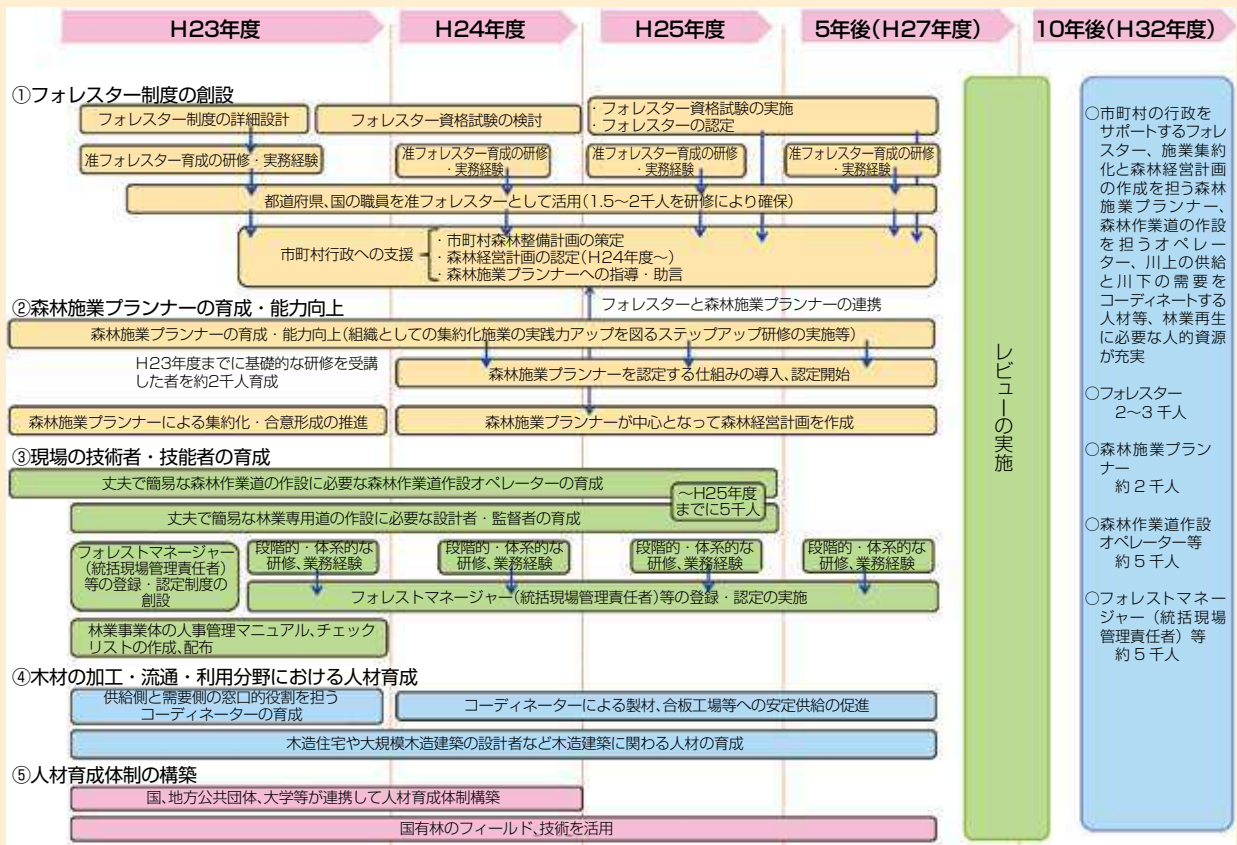 H23年度
H24年度
H25年度
5年後(H27年度)
10年後(H32年度)
①フォレスター制度の創設
フォレスター制度の詳細設計
フォレスター資格試験の検討
・フォレスター資格試験の実施
・フォレスターの認定
准フォレスター育成の研修・実務経験
准フォレスター育成の研修
・実務経験
准フォレスター育成の研修
・実務経験
准フォレスター育成の研修
・実務経験
都道府県、国の職員を准フォレスターとして活用(1.5～2千人を研修により確保)
市町村行政への支援
・市町村森林整備計画の策定
・森林経営計画の認定(H24年度～)
・森林施業プランナーへの指導・助言
フォレスターと森林施業プランナーの連携
②森林施業プランナーの育成・能力向上
森林施業プランナーの育成・能力向上(組織としての集約化施業の実践力アップを図るステップアップ研修の実施等)
H23年度までに基礎的な研修を受講
した者を約2千人育成
森林施業プランナーを認定する仕組みの導入、認定開始
森林施業プランナーによる集約化・合意形成の推進
森林施業プランナーが中心となって森林経営計画を作成
③現場の技術者・技能者の育成
丈夫で簡易な森林作業道の作設に必要な森林作業道作設オペレーターの育成
～H25年度
までに5千人
丈夫で簡易な林業専用道の作設に必要な設計者・監督者の育成
フォレストマネージャー
(統括現場管理責任者)
等の登録・認定制度の
創設
段階的・体系的な
研修、業務経験
段階的・体系的な
研修、業務経験
段階的・体系的な
研修、業務経験
段階的・体系的な
研修、業務経験
フォレストマネージャー(統括現場管理責任者)等の登録・認定の実施
林業事業体の人事管理マニュアル、チェック
リストの作成、配布
④木材の加工・流通・利用分野における人材育成
供給側と需要側の窓口的役割を担う
コーディネーターの育成
コーディネーターによる製材、合板工場等への安定供給の促進
木造住宅や大規模木造建築の設計者など木造建築に関わる人材の育成
⑤人材育成体制の構築
国、地方公共団体、大学等が連携して人材育成体制構築
国有林のフィールド、技術を活用
レビューの実施
○市町村の行政を
サポートするフォレ
スター、施業集約
化と森林経営計画
の作成を担う森林
施業プランナー、
森林作業道の作設
を担うオペレー
ター、川上の供給
と川下の需要を
コーディネートする
人材等、林業再生
に必要な人的資源
が充実
○フォレスター
2～3千人
○森林施業プラン
ナー
約2千人
○森林作業道作設
オペレーター等
約5千人
○フォレストマネー
ジャー（統括現場
管理責任者）等
約5千人